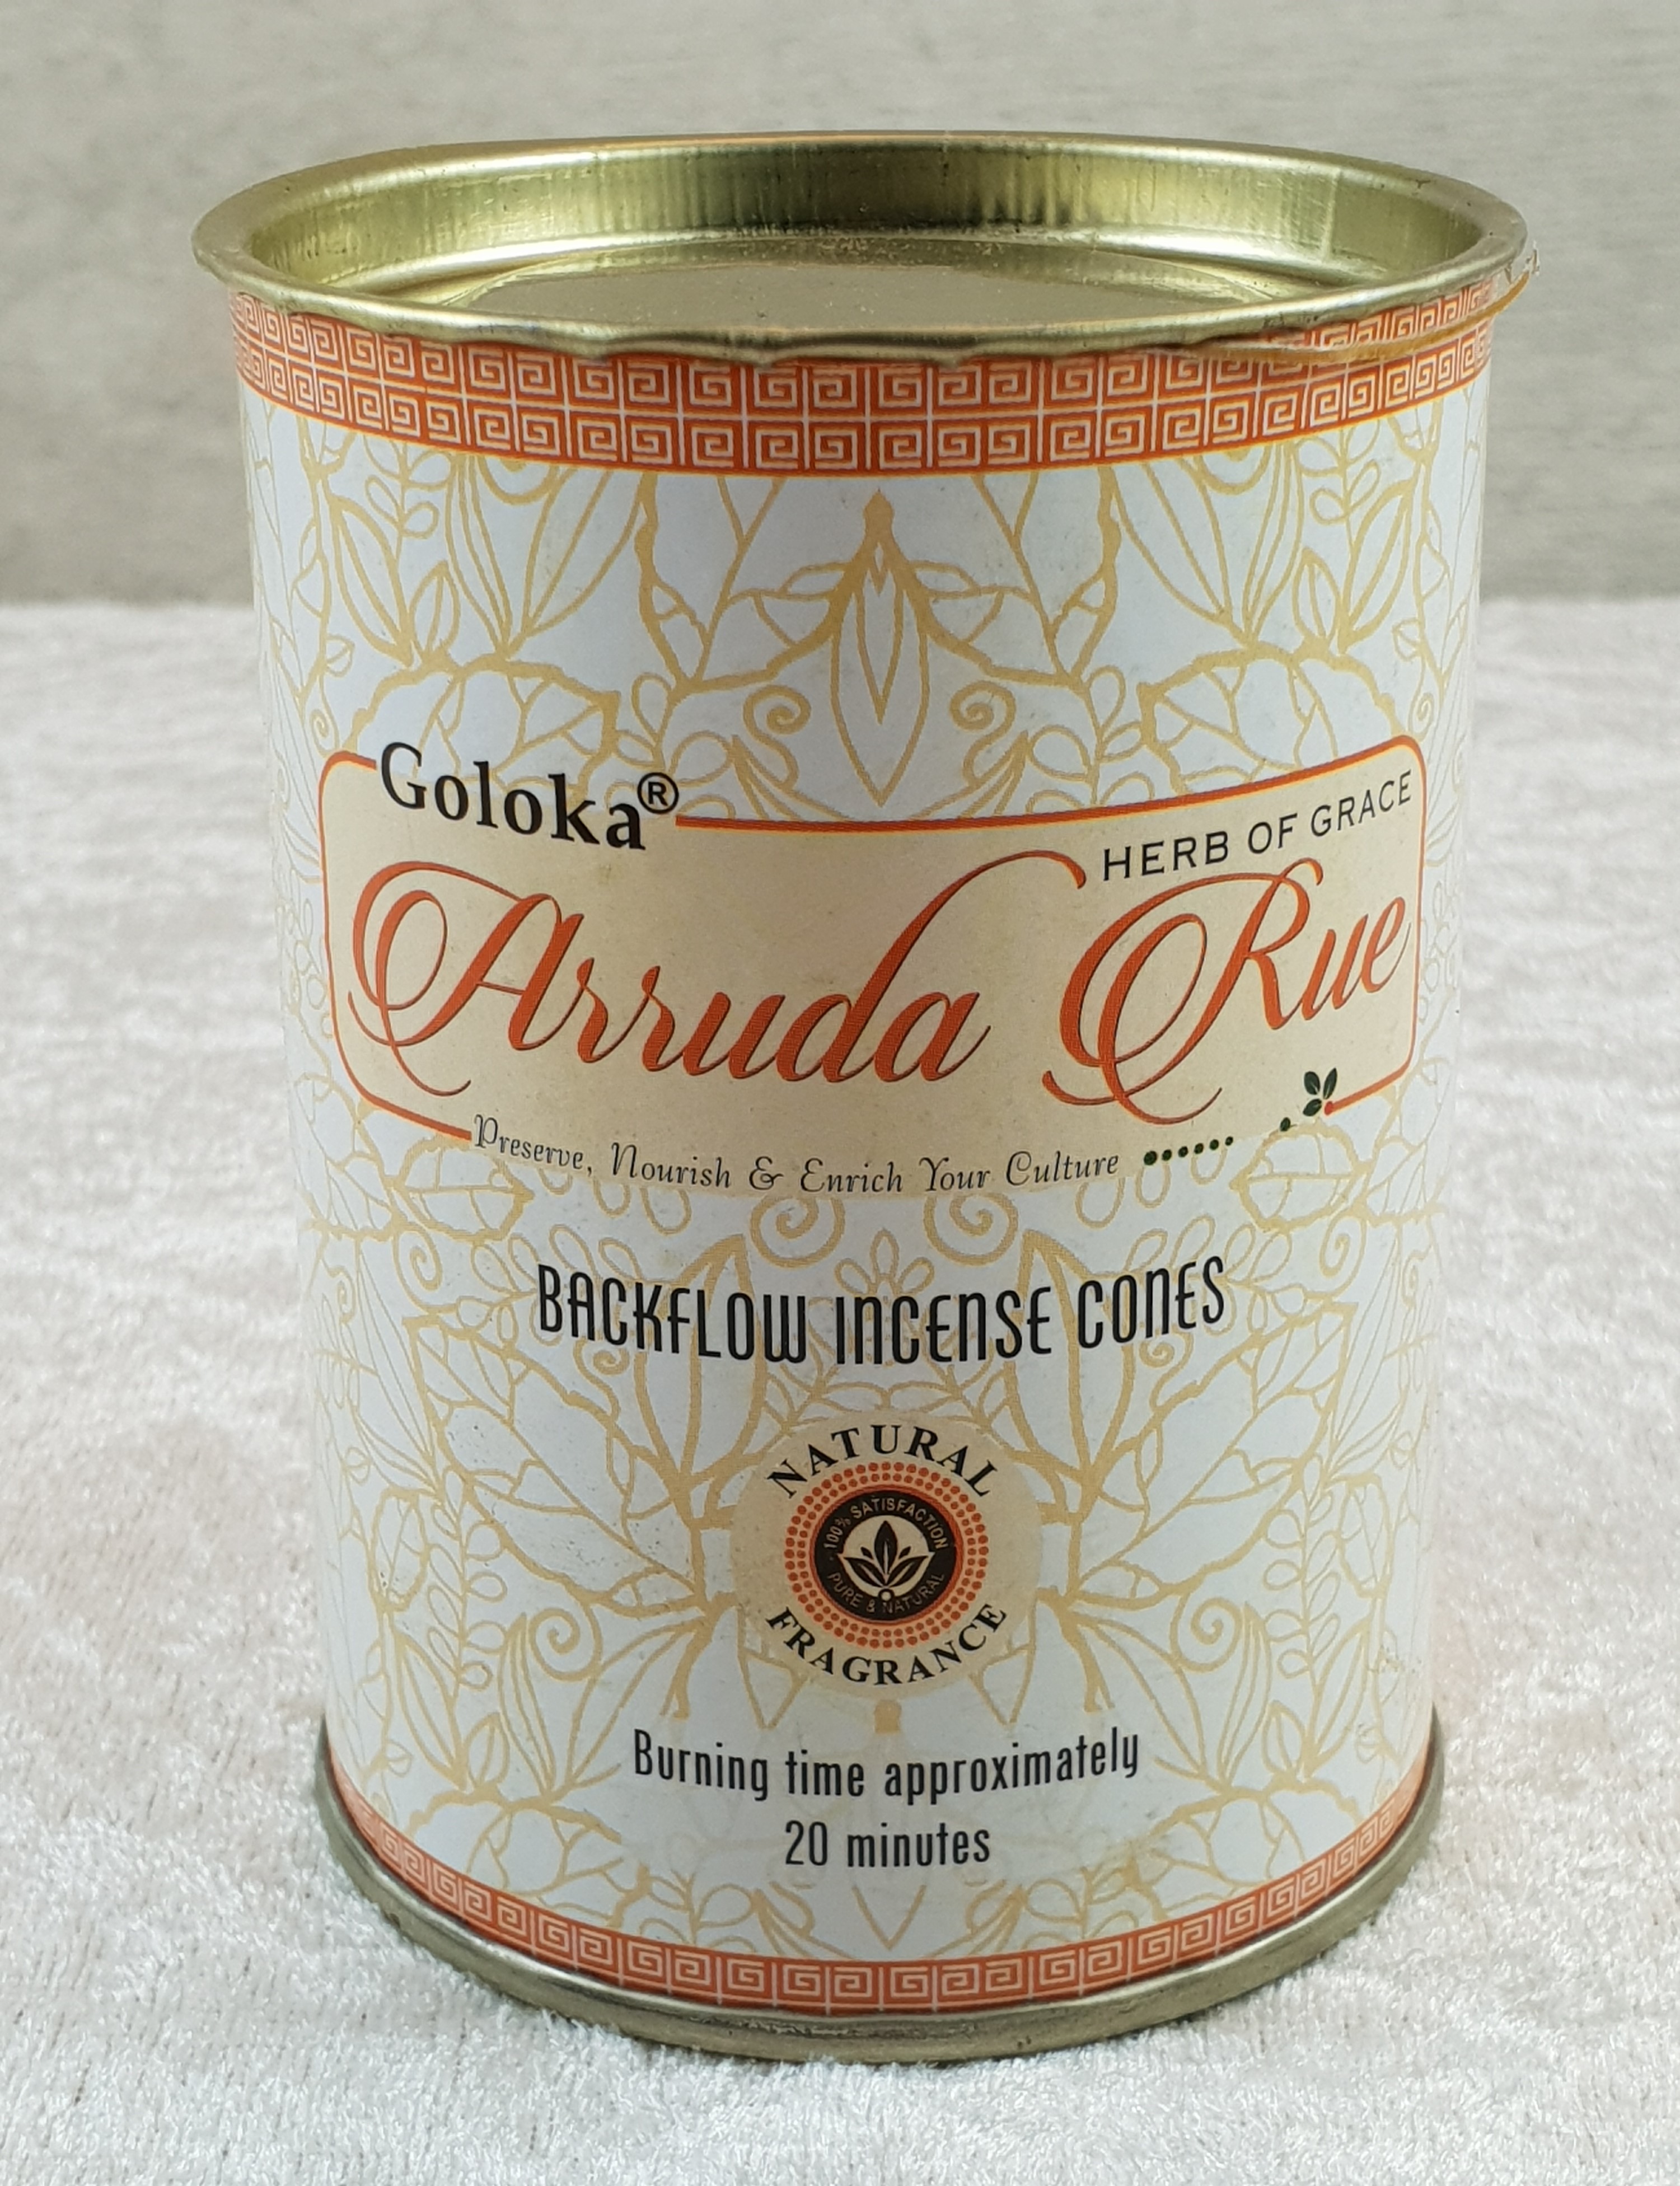 Goloka®
HERB OF GRACE
Arruda Rue
Preserve, Nourish & Enrich Your Culture
BACKFLOW INCENSE CONES
NATURAL
100% SATISFACTION
PURE & NATURAL
FRAGRANCE
Burning time approximately
20 minutes